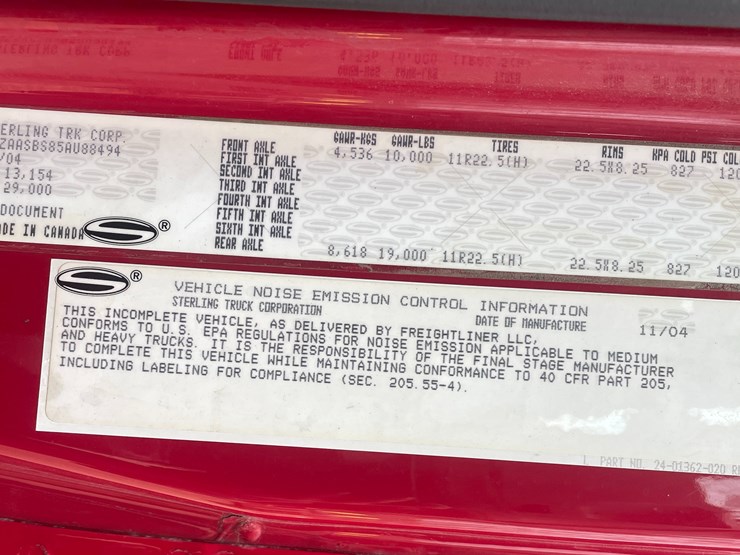 ERLING TRK CORP.
ZAASBS85AU88494
/04
13,154
29,000
DOCUMENT
DE IN CANADA ®
GAWR-KGS GAWR-LBS TIRES RIMS KPA COLD PSI COL
FRONT AXLE 4,536 10,000 11R22.5(H) 22.5X8.25 827 120
FIRST INT AXLE
SECOND INT AXLE
THIRD INT AXLE
FOURTH INT AXLE
FIFTH INT AXLE
SIXTH INT AXLE
REAR AXLE 8,618 19,000 11R22.5(H) 22.5X8.25 827 120
®
VEHICLE NOISE EMISSION CONTROL INFORMATION
STERLING TRUCK CORPORATION DATE OF MANUFACTURE 11/04
THIS INCOMPLETE VEHICLE, AS DELIVERED BY FREIGHTLINER LLC,
CONFORMS TO U.S. EPA REGULATIONS FOR NOISE EMISSION APPLICABLE TO MEDIUM
AND HEAVY TRUCKS. IT IS THE RESPONSIBILITY OF THE FINAL STAGE MANUFACTURER
TO COMPLETE THIS VEHICLE WHILE MAINTAINING CONFORMANCE TO 40 CFR PART 205,
INCLUDING LABELING FOR COMPLIANCE (SEC. 205.55-4).
PART NO. 24-01362-020 R